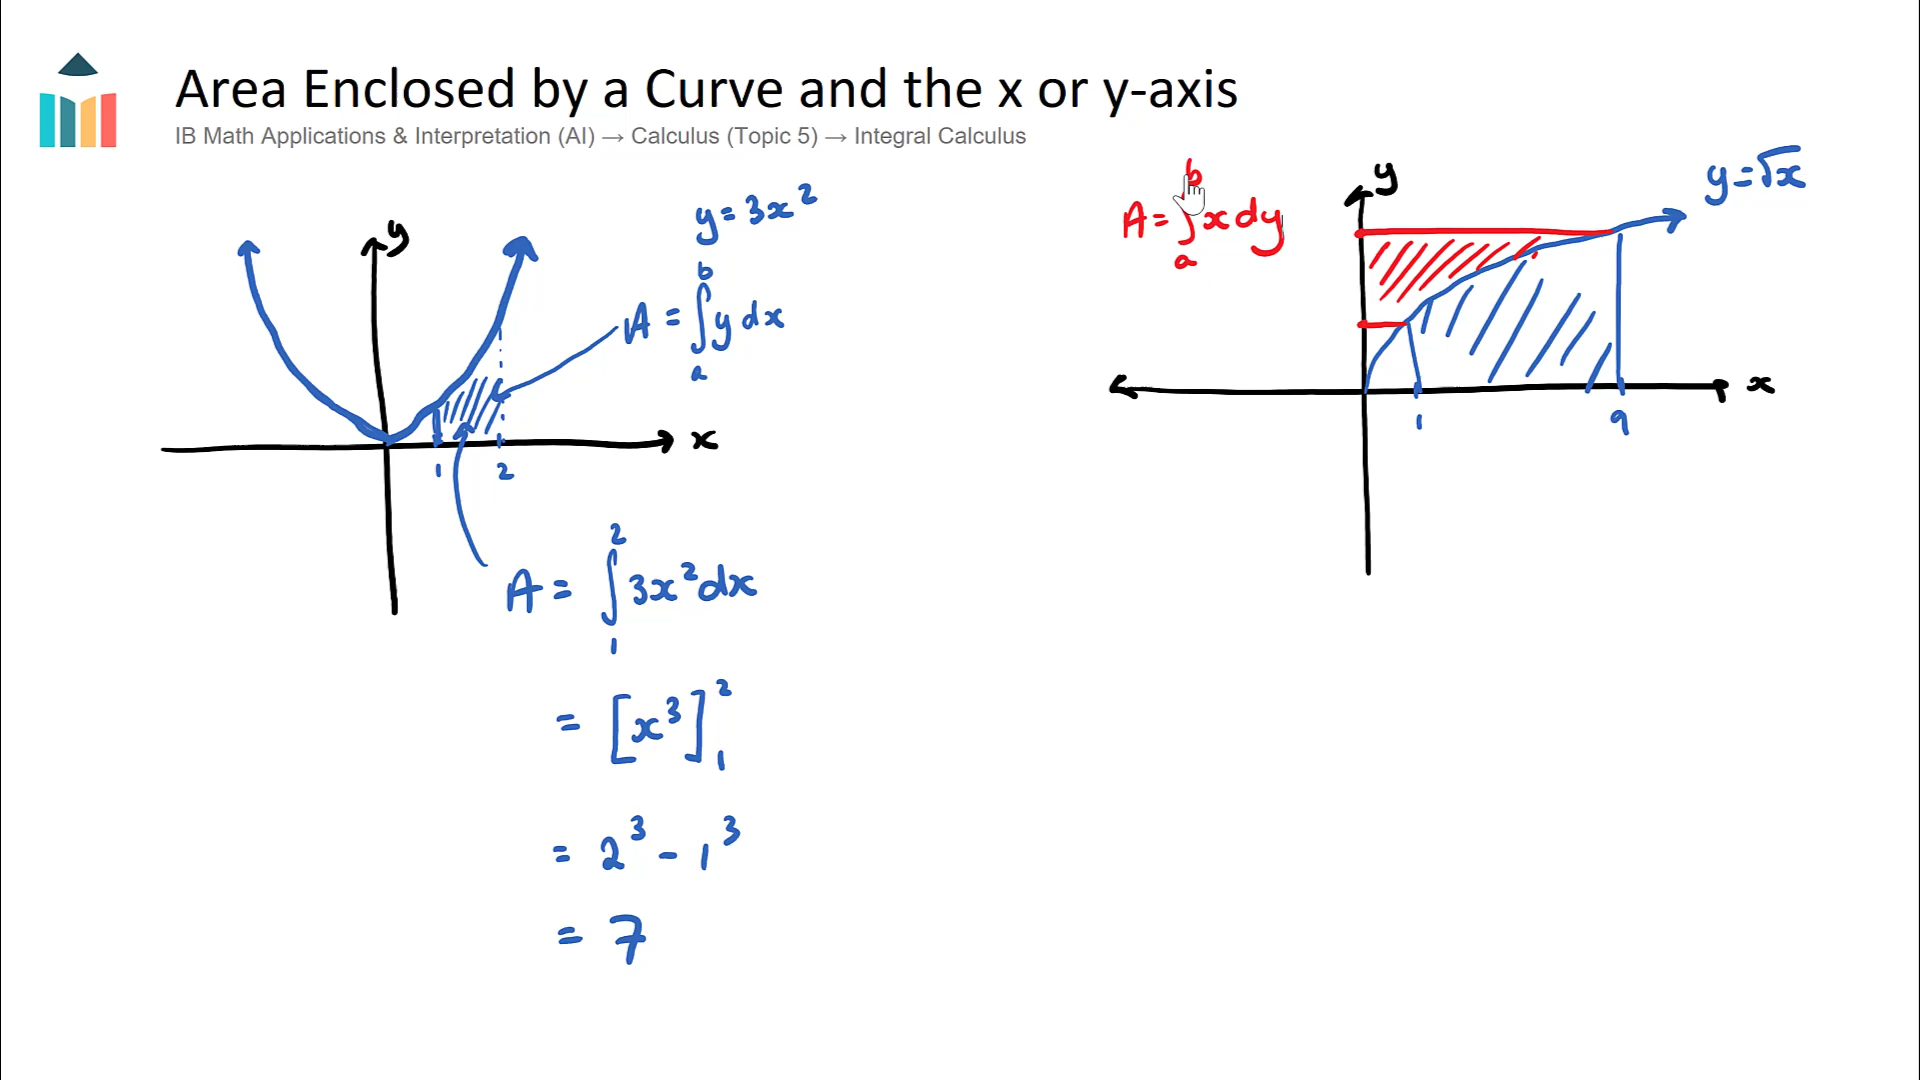 Area Enclosed by a Curve and the x or y-axis
IB Math Applications & Interpretation (AI) → Calculus (Topic 5) → Integral Calculus
y = 3x²
y
A = ∫ₐᵇ y dx
x
1 2
A = ∫₁² 3x² dx
= [x³]₁²
= 2³ - 1³
= 7
A = ∫ₐᵇ x dy
y
y = √x
x
1 9